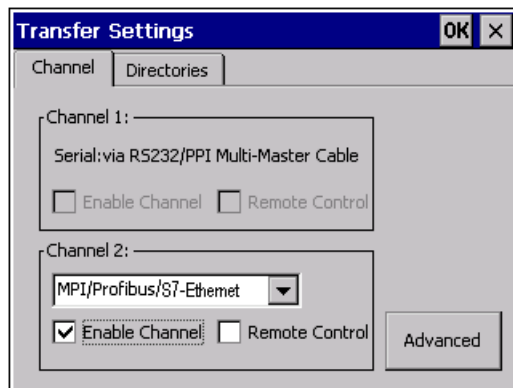 Transfer Settings OK ×
Channel Directories
Channel 1:
Serial:via RS232/PPI Multi-Master Cable
Enable Channel Remote Control
Channel 2:
MPI/Profibus/S7-Ethernet
Enable Channel Remote Control
Advanced